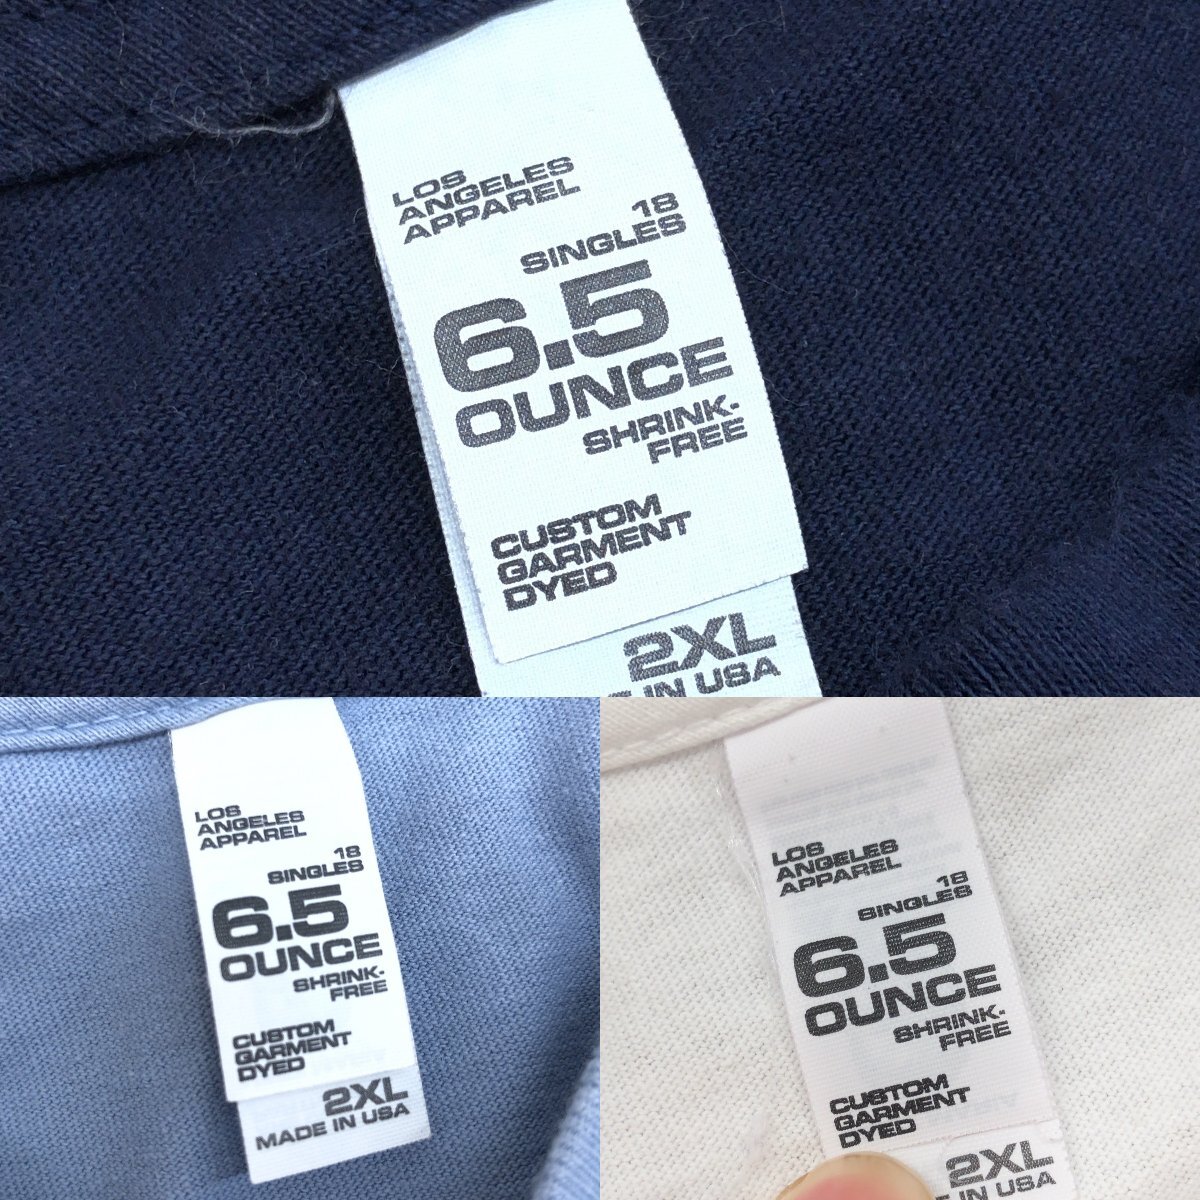 LOS
ANGELES
APPAREL
18
SINGLES
6.5
OUNCE
SHRINK-
FREE
CUSTOM
GARMENT
DYED
2XL
IN USA
LOS
ANGELES
APPAREL
18
SINGLES
6.5
OUNCE
SHRINK-
FREE
CUSTOM
GARMENT
DYED
2XL
MADE IN USA
LOS
ANGELES
APPAREL
18
SINGLES
6.5
OUNCE
SHRINK-
FREE
CUSTOM
GARMENT
DYED
2XL
IN USA